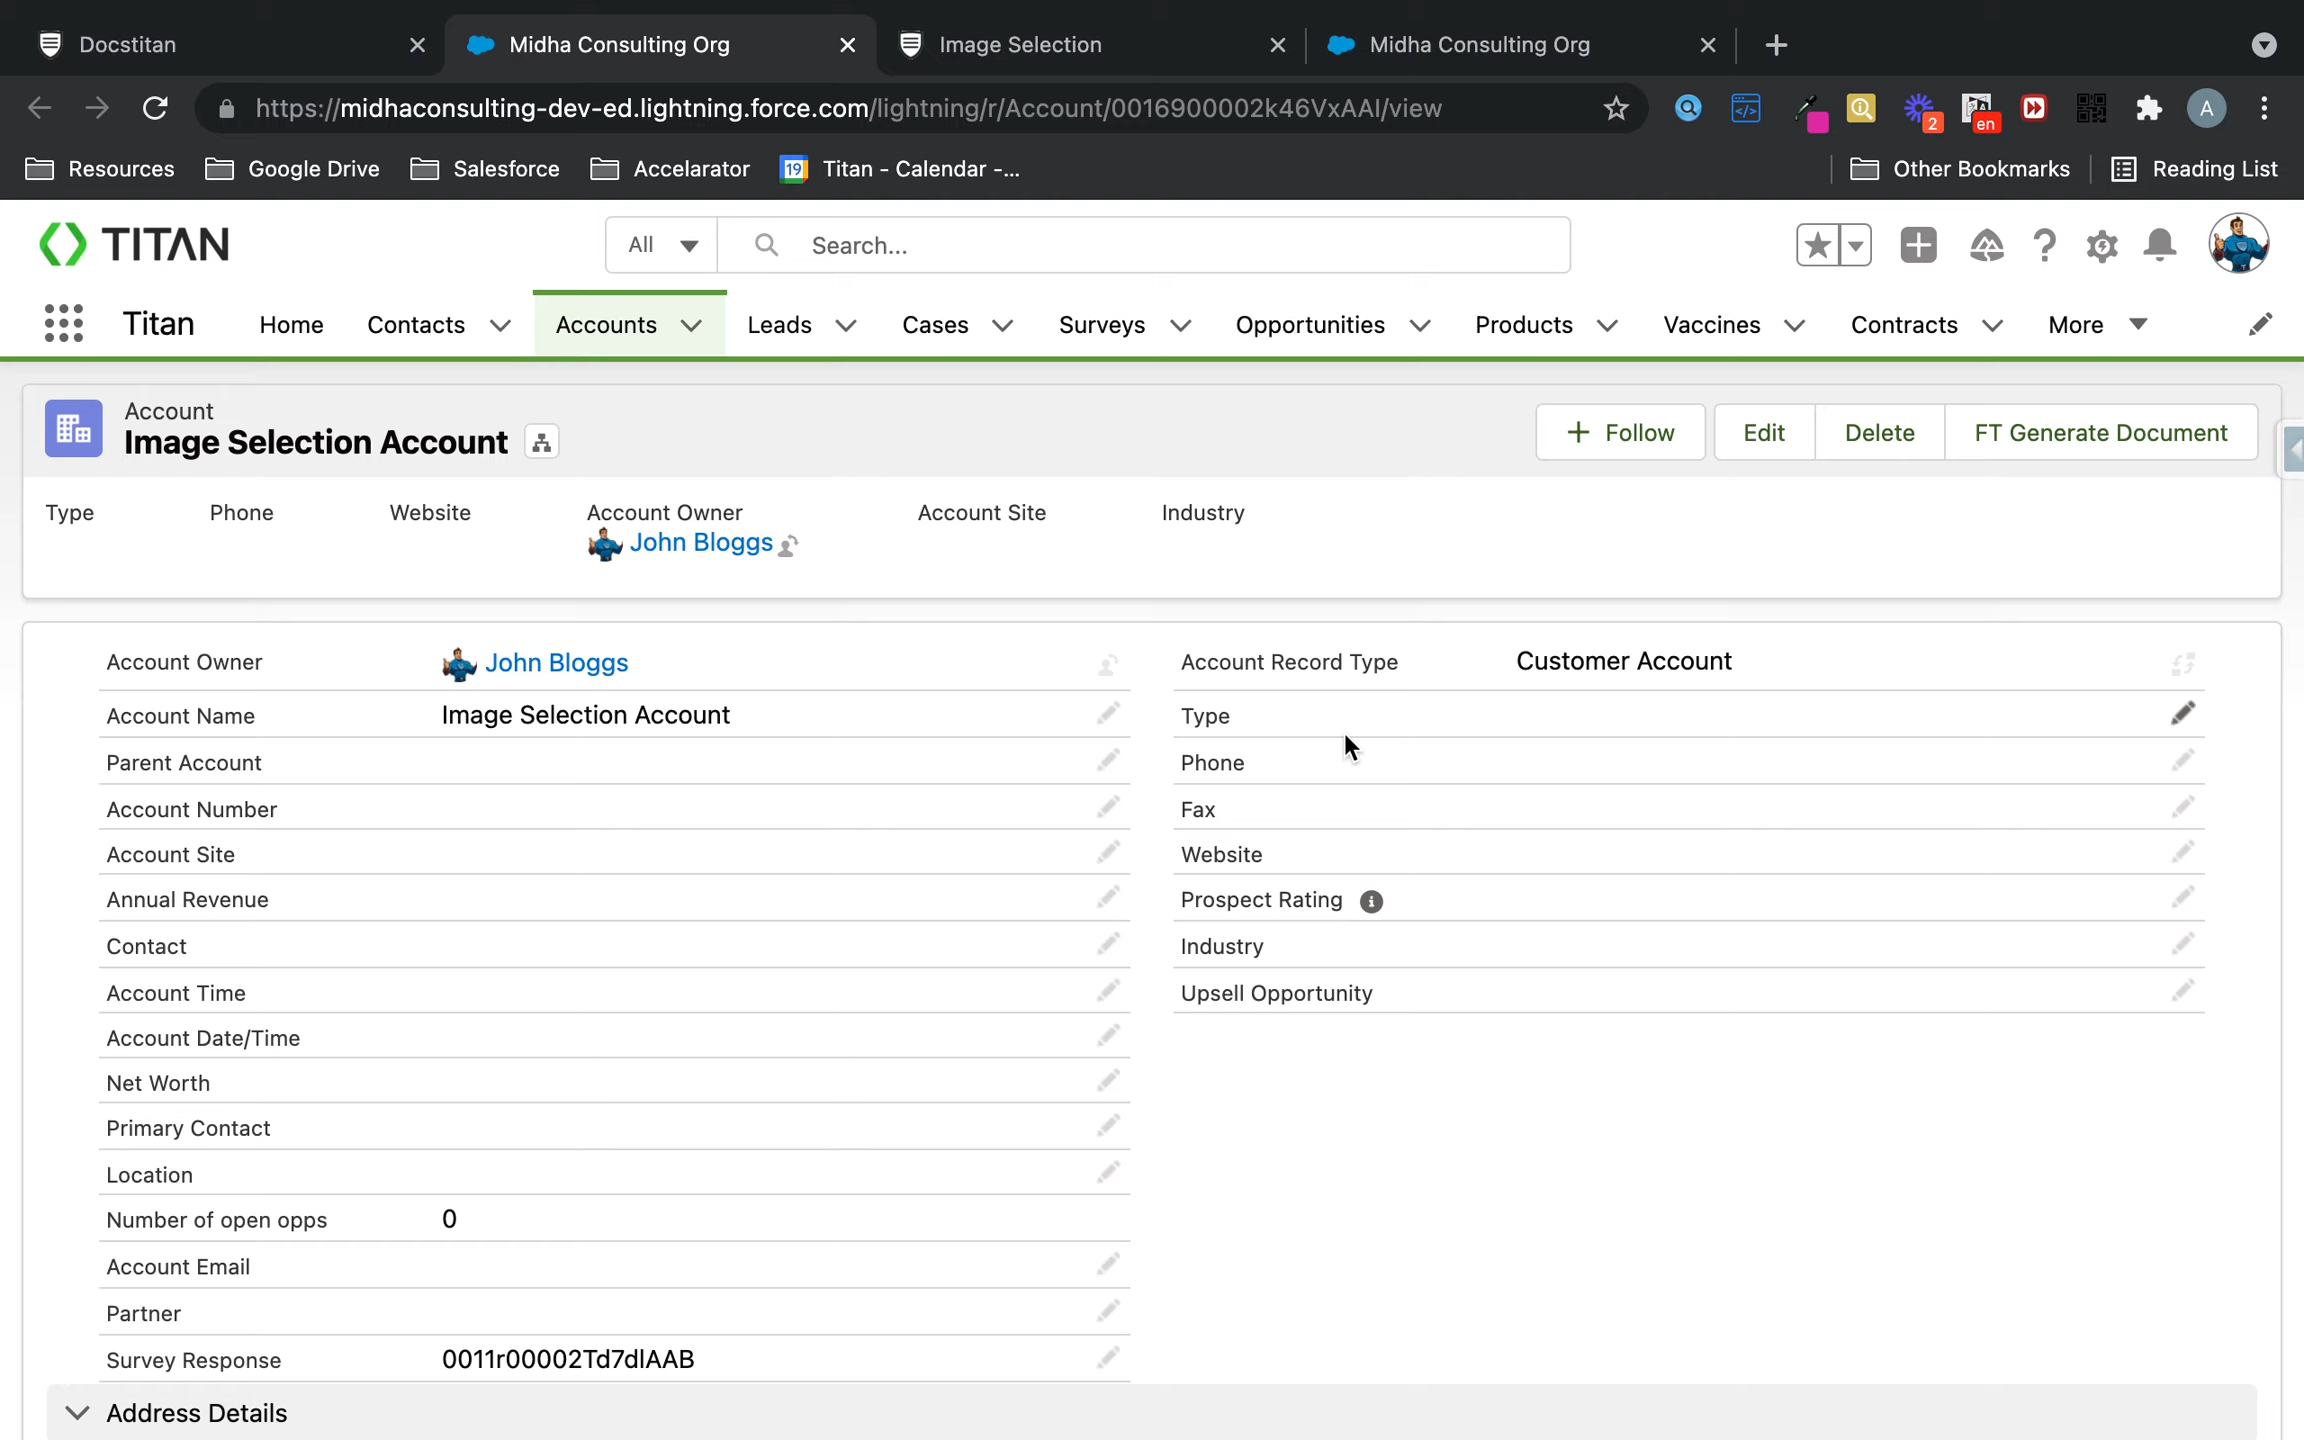 Docstitan
Midha Consulting Org
Image Selection
Midha Consulting Org
https://midhaconsulting-dev-ed.lightning.force.com/lightning/r/Account/0016900002k46VxAAI/view
2
en
A
Resources
Google Drive
Salesforce
Accelarator
19
Titan - Calendar -...
Other Bookmarks
Reading List
TITAN
All
Search...
Titan
Home
Contacts
Accounts
Leads
Cases
Surveys
Opportunities
Products
Vaccines
Contracts
More
Account
Image Selection Account
Follow
Edit
Delete
FT Generate Document
Type
Phone
Website
Account Owner
Account Site
Industry
John Bloggs
Account Owner
John Bloggs
Account Record Type
Customer Account
Account Name
Image Selection Account
Type
Parent Account
Phone
Account Number
Fax
Account Site
Website
Annual Revenue
Prospect Rating
Contact
Industry
Account Time
Upsell Opportunity
Account Date/Time
Net Worth
Primary Contact
Location
Number of open opps
0
Account Email
Partner
Survey Response
0011r00002Td7dIAAB
Address Details